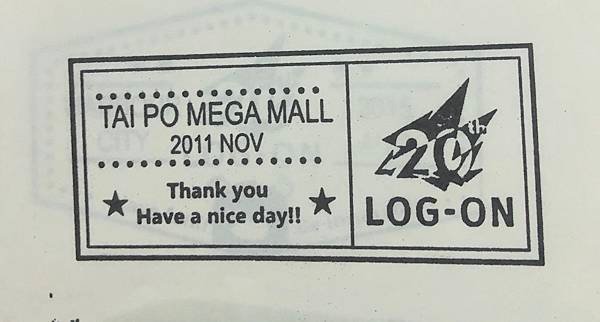 TAI PO MEGA MALL
2011 NOV
Thank you
Have a nice day!!
20th
LOG-ON